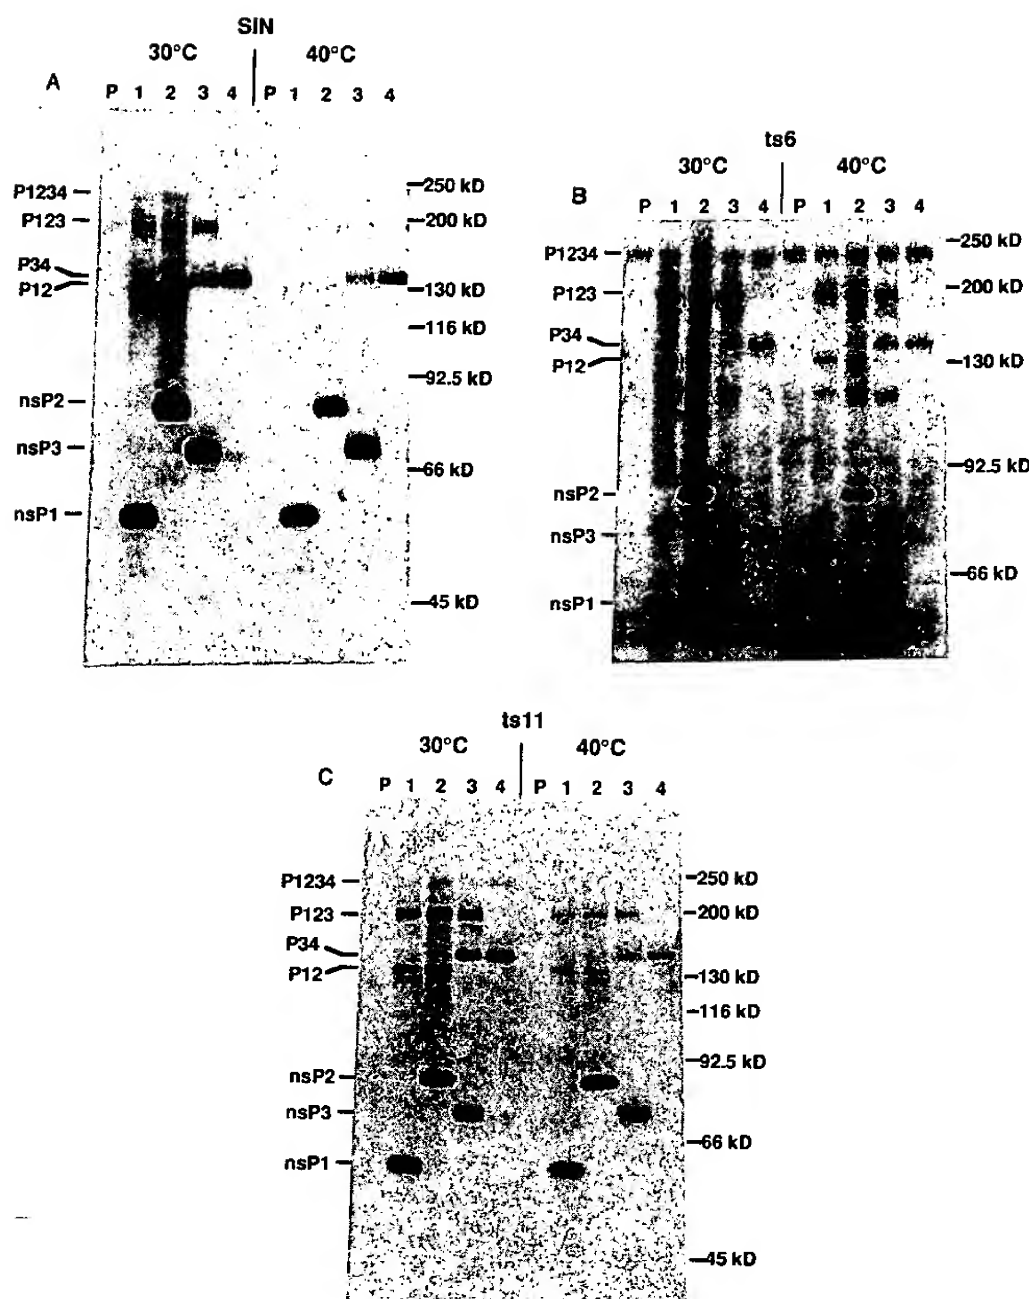 SIN
30°C 40°C
A
P 1 2 3 4 P 1 2 3 4
P1234
P123
P34
P12
nsP2
nsP3
nsP1
250 kD
200 kD
130 kD
116 kD
92.5 kD
66 kD
45 kD
ts6
30°C 40°C
B
P 1 2 3 4 P 1 2 3 4
P1234
P123
P34
P12
nsP2
nsP3
nsP1
250 kD
200 kD
130 kD
92.5 kD
66 kD
ts11
30°C 40°C
C
P 1 2 3 4 P 1 2 3 4
P1234
P123
P34
P12
nsP2
nsP3
nsP1
250 kD
200 kD
130 kD
116 kD
92.5 kD
66 kD
45 kD